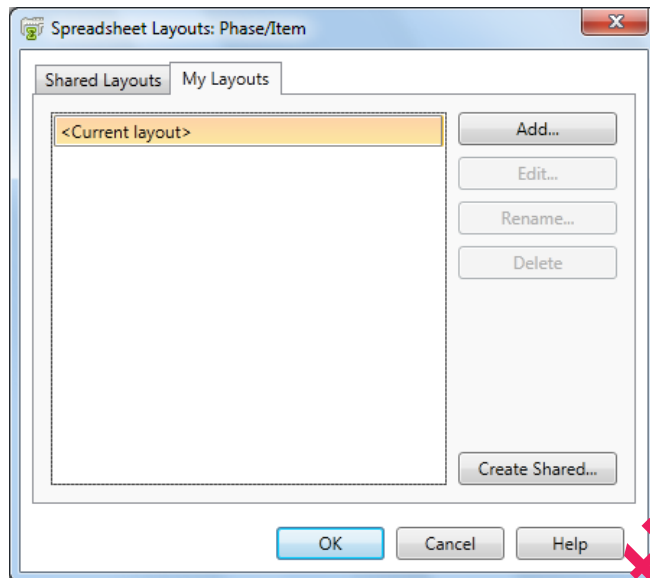 Spreadsheet Layouts: Phase/Item
Shared Layouts My Layouts
<Current layout>
Add...
Edit...
Rename...
Delete
Create Shared...
OK Cancel Help